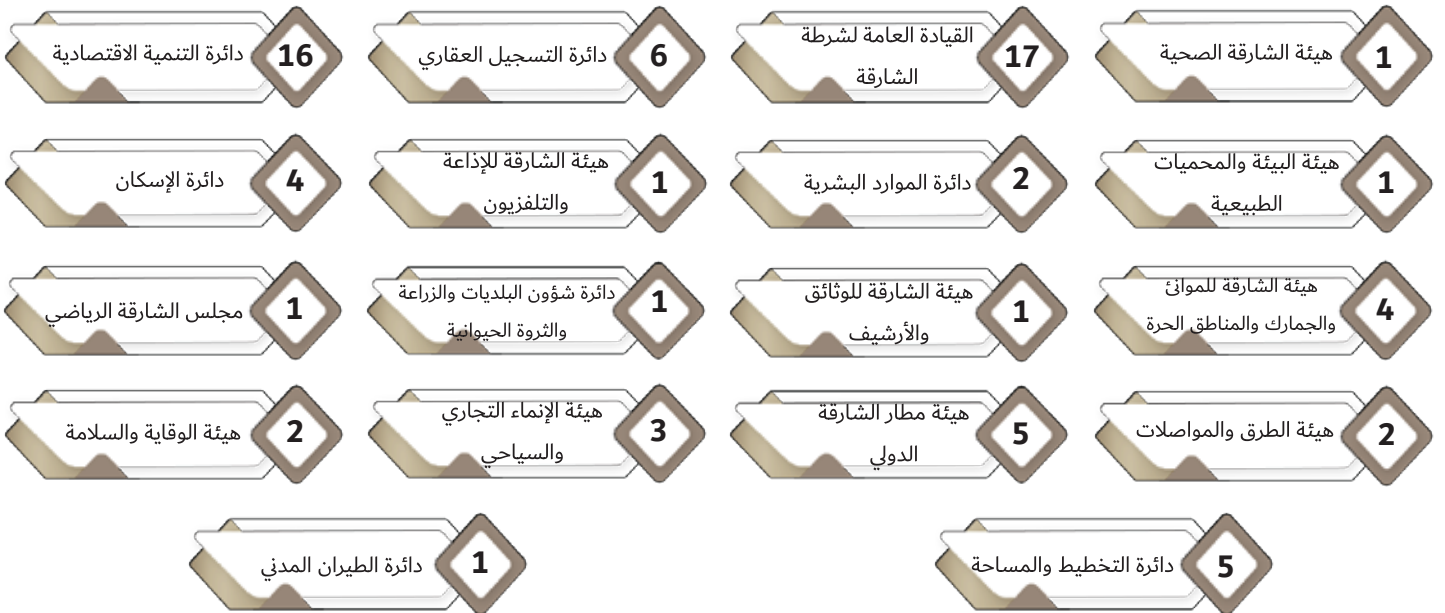 1
هيئة الشارقة الصحية
17
القيادة العامة لشرطة
الشارقة
6
دائرة التسجيل العقاري
16
دائرة التنمية الاقتصادية
1
هيئة البيئة والمحميات
الطبيعية
2
دائرة الموارد البشرية
1
هيئة الشارقة للإذاعة
والتلفزيون
4
دائرة الإسكان
4
هيئة الشارقة للموانئ
والجمارك والمناطق الحرة
1
هيئة الشارقة للوثائق
والأرشيف
1
دائرة شؤون البلديات والزراعة
والثروة الحيوانية
1
مجلس الشارقة الرياضي
2
هيئة الطرق والمواصلات
5
هيئة مطار الشارقة
الدولي
3
هيئة الإنماء التجاري
والسياحي
2
هيئة الوقاية والسلامة
5
دائرة التخطيط والمساحة
1
دائرة الطيران المدني